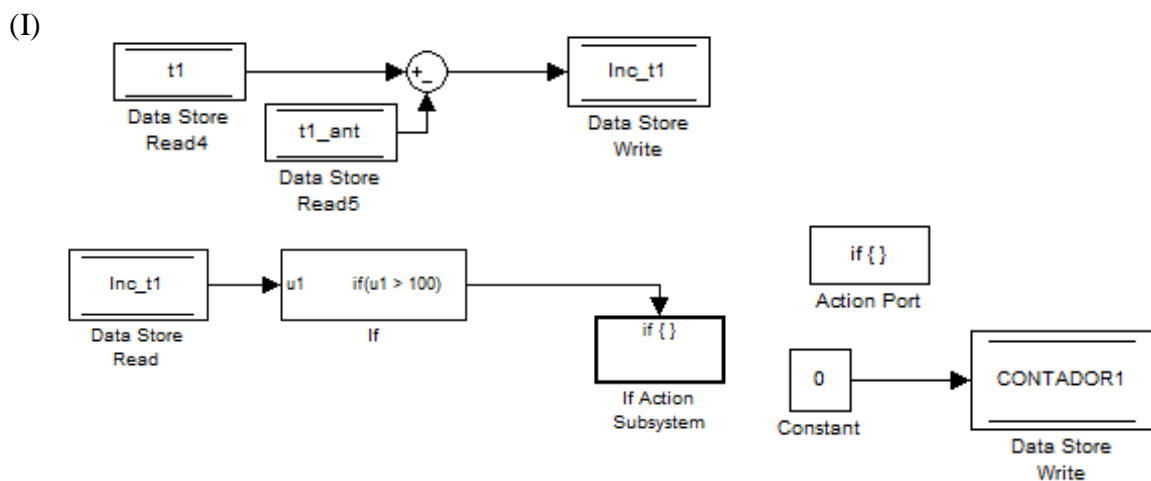 (I)
t1
Data Store
Read4
+
−
Inc_t1
Data Store
Write
t1_ant
Data Store
Read5
Inc_t1
Data Store
Read
u1 if(u1 > 100)
If
if { }
If Action
Subsystem
if { }
Action Port
0
Constant
CONTADOR1
Data Store
Write